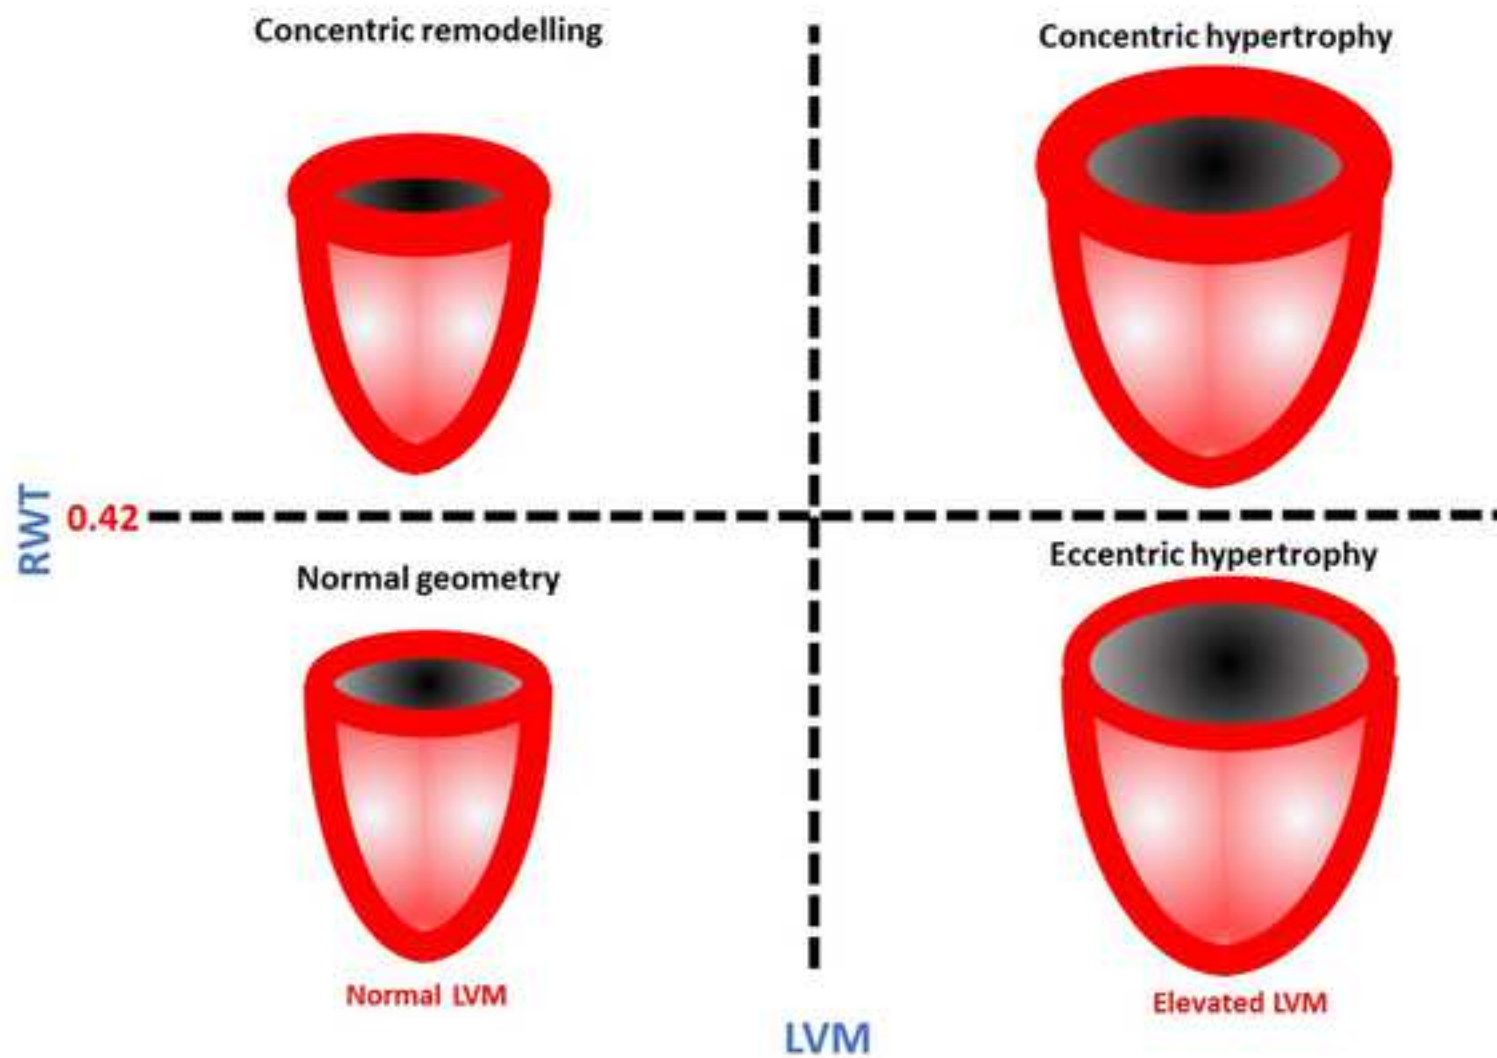 Concentric remodelling
Concentric hypertrophy
RWT
0.42
Normal geometry
Eccentric hypertrophy
Normal LVM
Elevated LVM
LVM